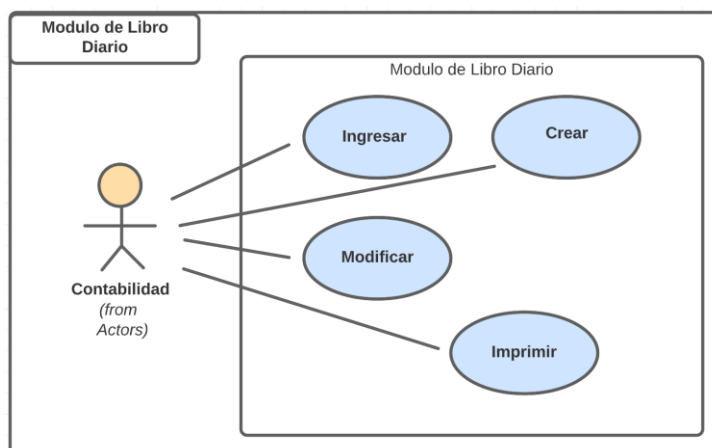 Modulo de Libro
Diario
Modulo de Libro Diario
Ingresar
Crear
Modificar
Contabilidad
(from
Actors)
Imprimir